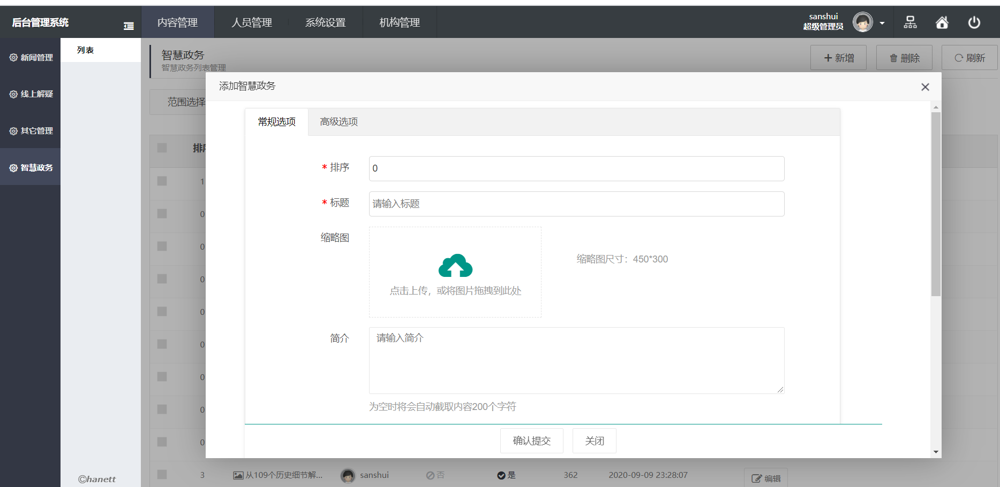 后台管理系统
内容管理
人员管理
系统设置
机构管理
sanshui
超级管理员
新闻管理
线上解疑
其它管理
智慧政务
列表
©hanett
智慧政务
智慧政务列表管理
新增
删除
刷新
范围选择
添加智慧政务
常规选项
高级选项
* 排序
0
* 标题
请输入标题
缩略图
点击上传，或将图片拖拽到此处
缩略图尺寸：450*300
简介
请输入简介
为空时将会自动截取内容200个字符
确认提交
关闭
排
1
0
0
0
0
0
0
0
0
3
从109个历史细节解...
sanshui
否
是
362
2020-09-09 23:28:07
编辑